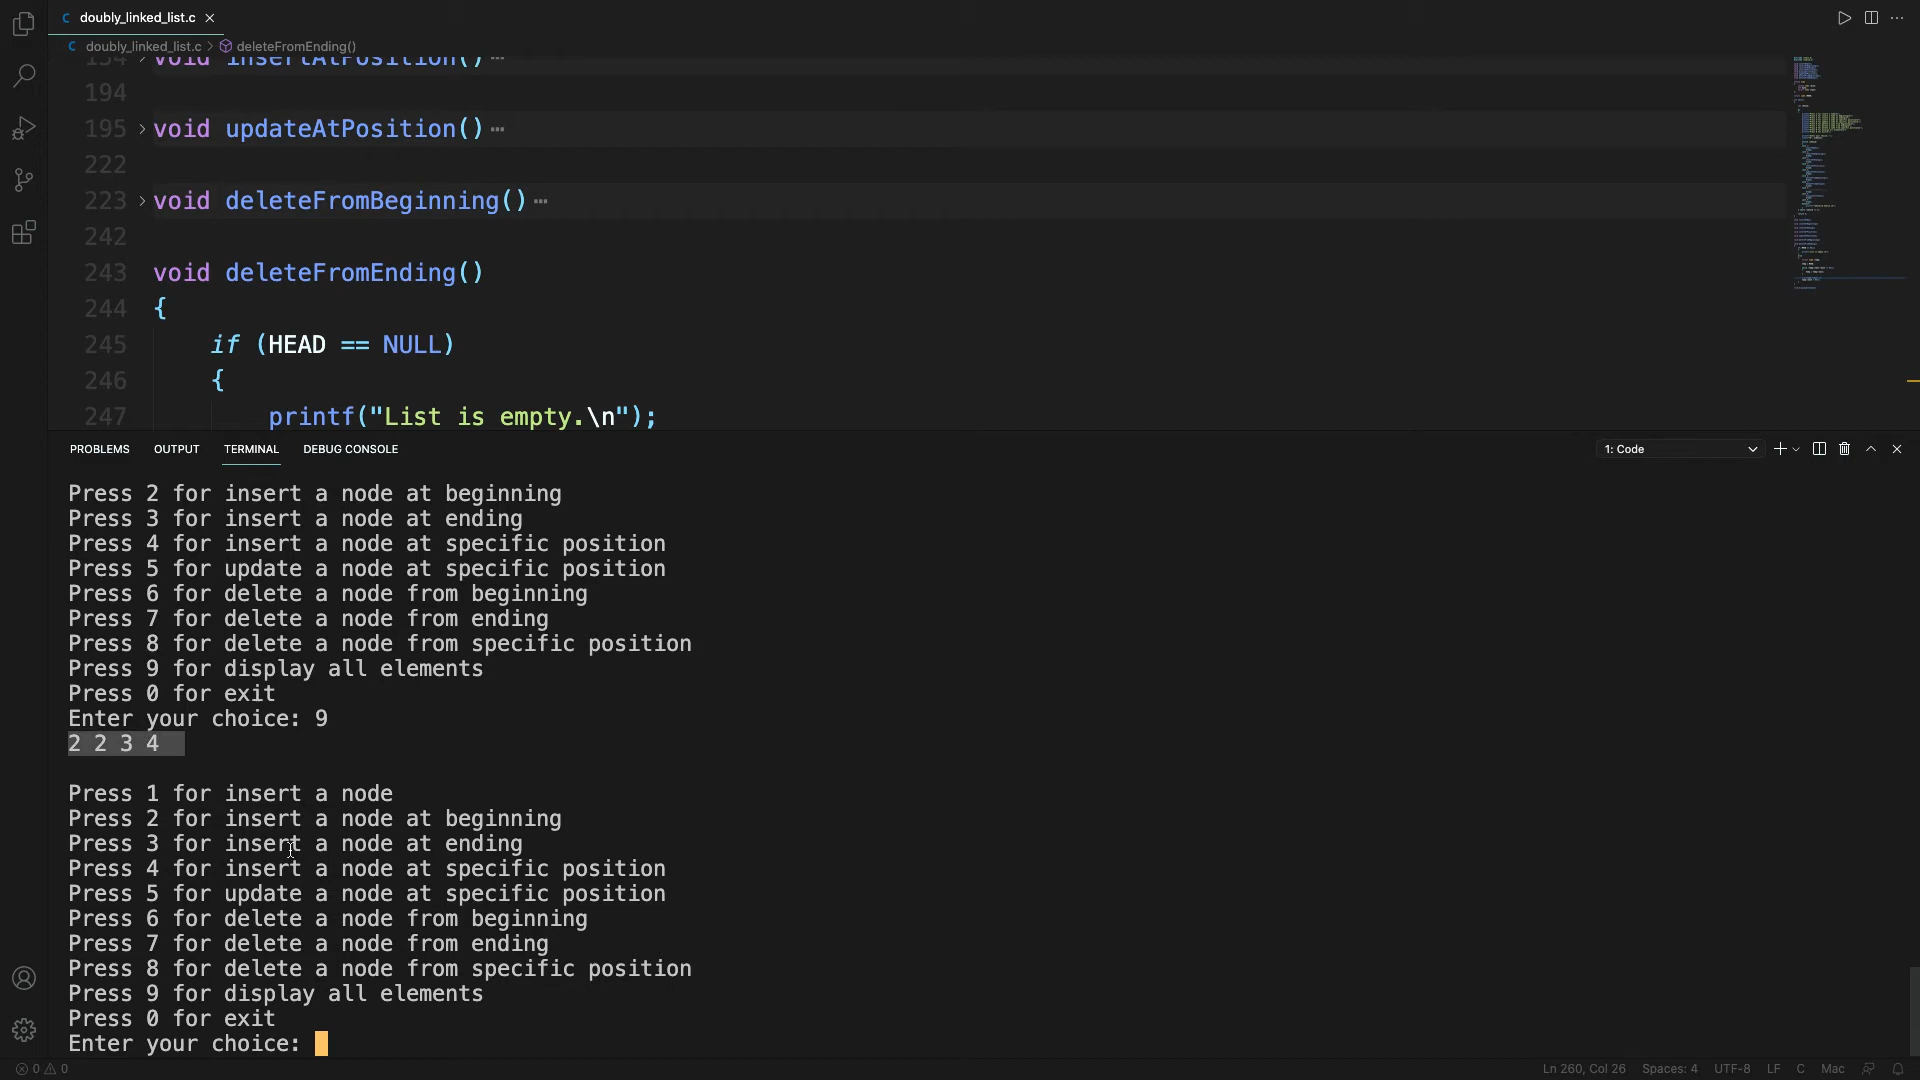 doubly_linked_list.c
doubly_linked_list.c > deleteFromEnding()
void insertAtPosition() ⋯
194
195 > void updateAtPosition() ⋯
222
223 > void deleteFromBeginning() ⋯
242
243 void deleteFromEnding()
244 {
245 if (HEAD == NULL)
246 {
247 printf("List is empty.\n");
PROBLEMS OUTPUT TERMINAL DEBUG CONSOLE 1: Code
Press 2 for insert a node at beginning
Press 3 for insert a node at ending
Press 4 for insert a node at specific position
Press 5 for update a node at specific position
Press 6 for delete a node from beginning
Press 7 for delete a node from ending
Press 8 for delete a node from specific position
Press 9 for display all elements
Press 0 for exit
Enter your choice: 9
2 2 3 4
Press 1 for insert a node
Press 2 for insert a node at beginning
Press 3 for insert a node at ending
Press 4 for insert a node at specific position
Press 5 for update a node at specific position
Press 6 for delete a node from beginning
Press 7 for delete a node from ending
Press 8 for delete a node from specific position
Press 9 for display all elements
Press 0 for exit
Enter your choice:
0 0 Ln 260, Col 26 Spaces: 4 UTF-8 LF C Mac